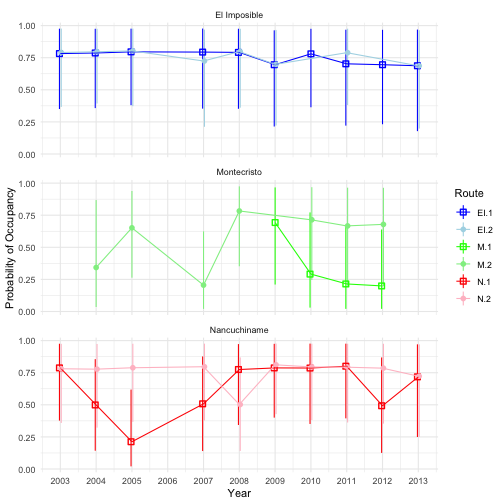 El Imposible
1.00
0.75
0.50
0.25
0.00
Montecristo
1.00
0.75
0.50
0.25
0.00
Nancuchiname
1.00
0.75
0.50
0.25
0.00
2003 2004 2005 2006 2007 2008 2009 2010 2011 2012 2013
Year
Probability of Occupancy
Route
EI.1
EI.2
M.1
M.2
N.1
N.2